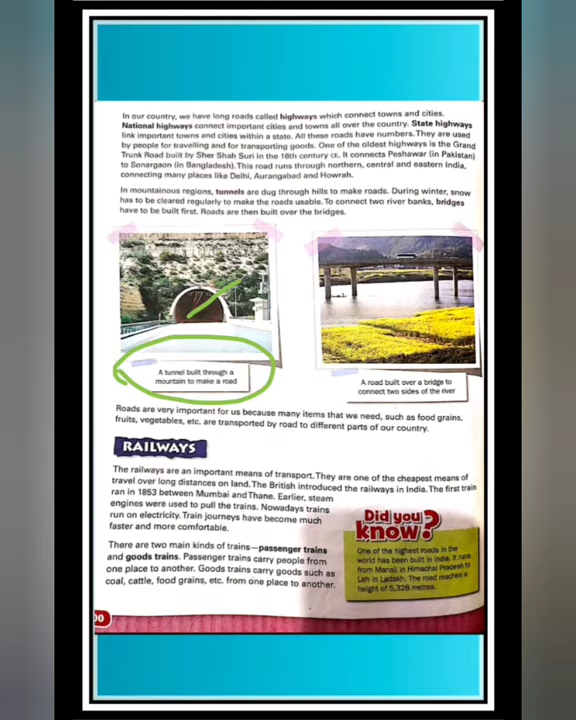 In our country, we have long roads called highways which connect towns and cities.
National highways connect important cities and towns all over the country. State highways
link important towns and cities within a state. All these roads have numbers. They are used
by people for travelling and for transporting goods. One of the oldest highways is the Grand
Trunk Road built by Sher Shah Suri in the 16th century CE. It connects Peshawar (in Pakistan)
to Sonargaon (in Bangladesh). This road runs through northern, central and eastern India,
connecting many places like Delhi, Aurangabad and Howrah.
In mountainous regions, tunnels are dug through hills to make roads. During winter, snow
has to be cleared regularly to make the roads usable. To connect two river banks, bridges
have to be built first. Roads are then built over the bridges.
A tunnel built through a
mountain to make a road
A road built over a bridge to
connect two sides of the river
Roads are very important for us because many items that we need, such as food grains,
fruits, vegetables, etc. are transported by road to different parts of our country.
RAILWAYS
The railways are an important means of transport. They are one of the cheapest means of
travel over long distances on land. The British introduced the railways in India. The first train
ran in 1853 between Mumbai and Thane. Earlier, steam
engines were used to pull the trains. Nowadays trains
run on electricity. Train journeys have become much
faster and more comfortable.
There are two main kinds of trains—passenger trains
and goods trains. Passenger trains carry people from
one place to another. Goods trains carry goods such as
coal, cattle, food grains, etc. from one place to another.
Did you
know?
One of the highest roads in the
world has been built in India. It runs
from Manali in Himachal Pradesh to
Leh in Ladakh. The road reaches a
height of 5,328 metres.